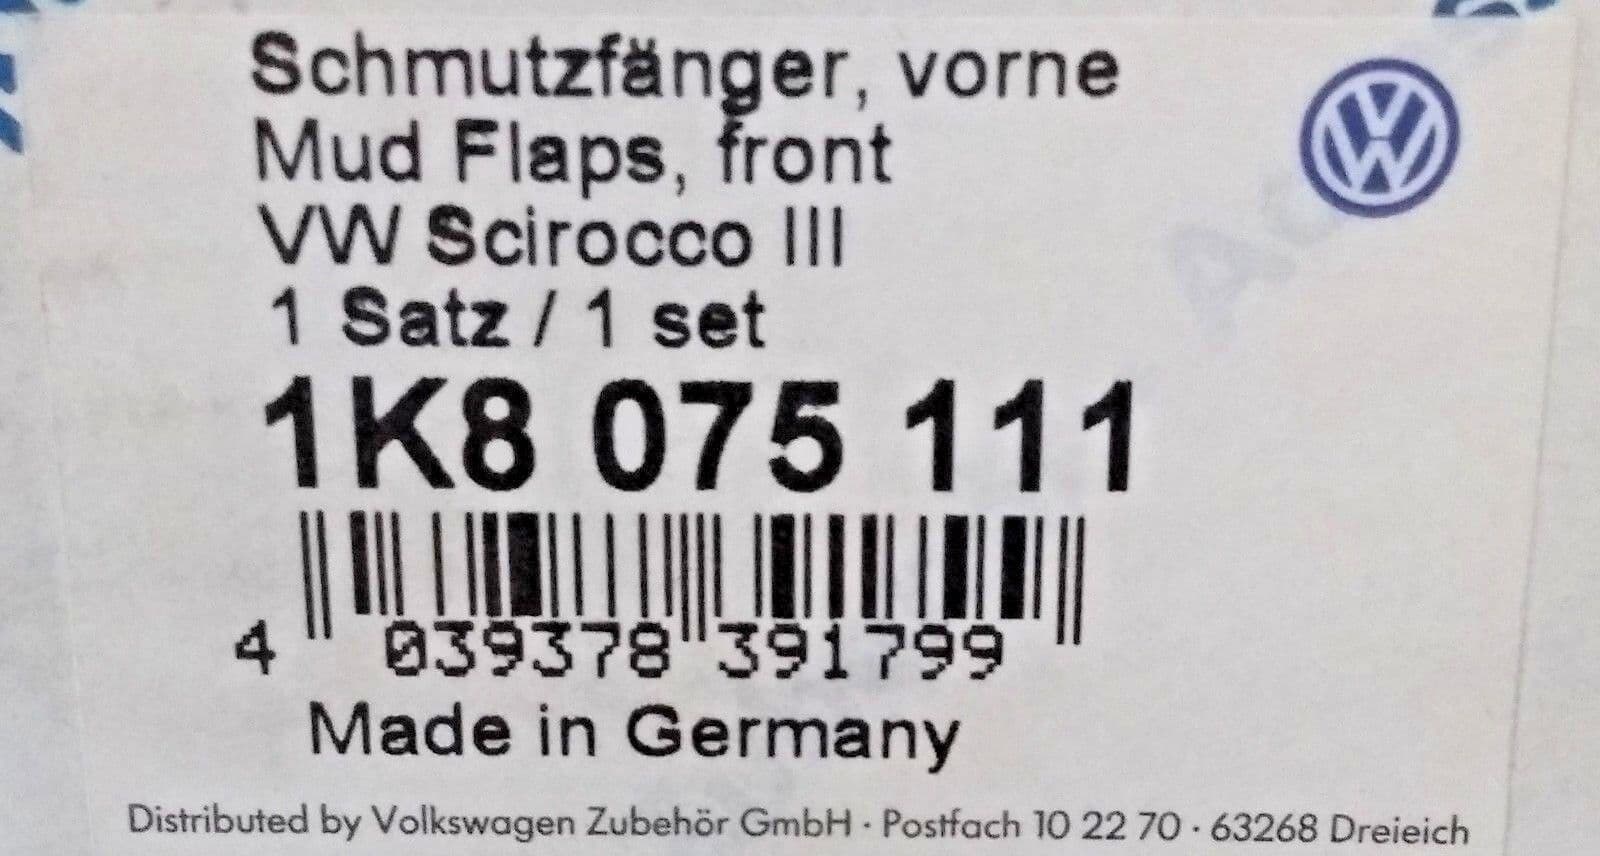 Schmutzfänger, vorne
Mud Flaps, front
VW Scirocco III
1 Satz / 1 set
1K8 075 111
4 039378 391799
Made in Germany
Distributed by Volkswagen Zubehör GmbH · Postfach 10 22 70 · 63268 Dreieich